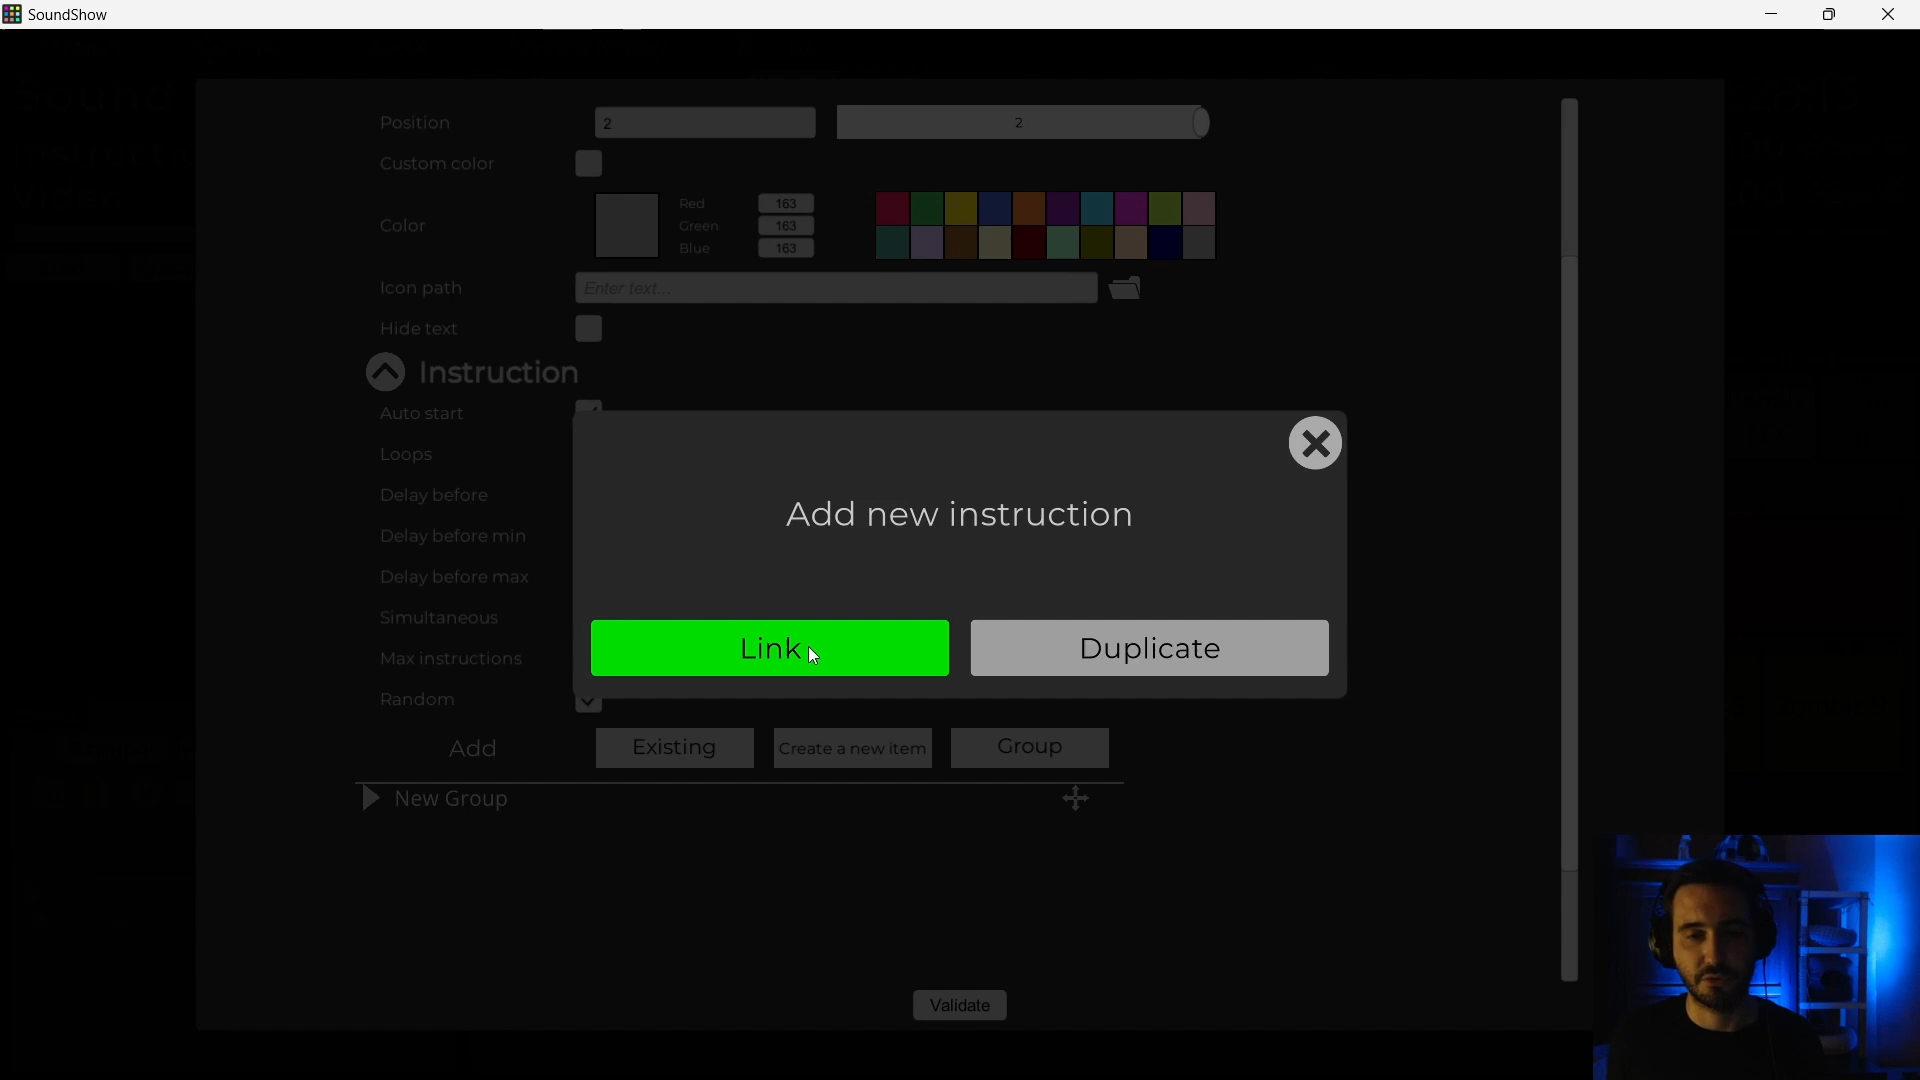 SoundShow
Position 2 2
Custom color
Red 163
Color Green 163
Blue 163
Icon path Enter text...
Hide text
Instruction
Auto start
Loops
Delay before
Add new instruction
Delay before min
Delay before max
Simultaneous
Link Duplicate
Max instructions
Random
Add Existing Create a new item Group
New Group
Validate